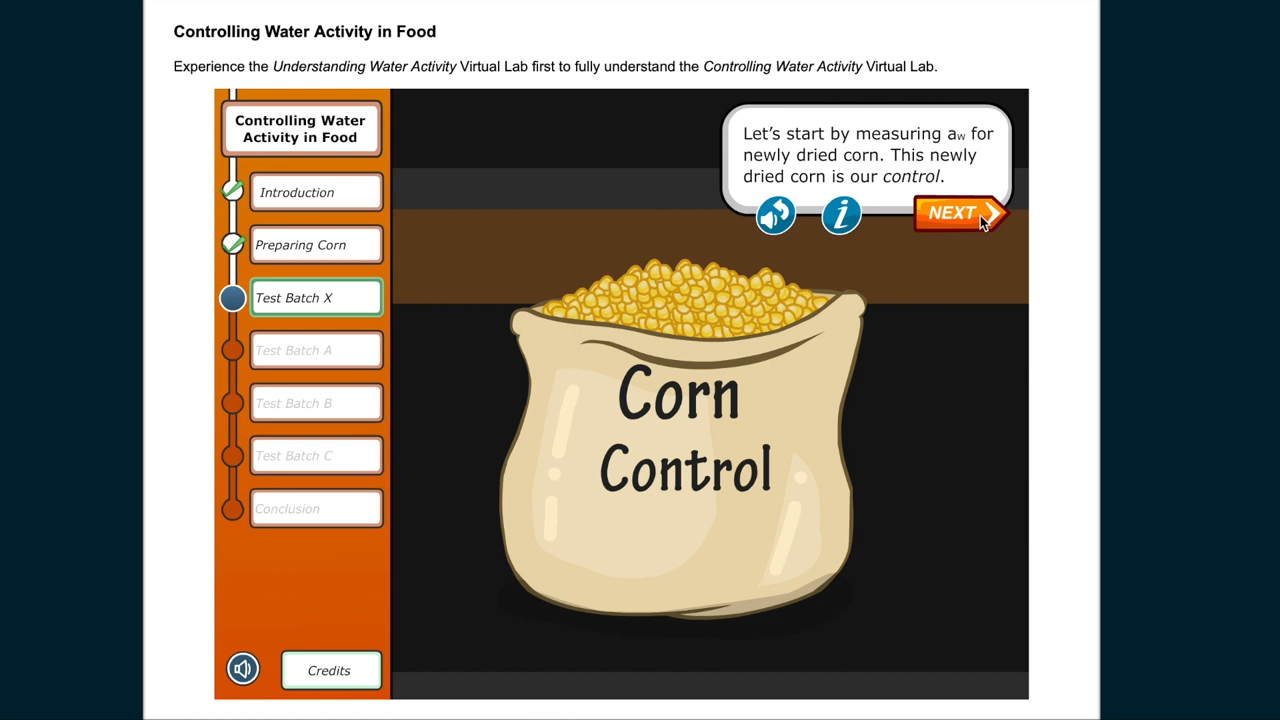 Controlling Water Activity in Food
Experience the Understanding Water Activity Virtual Lab first to fully understand the Controlling Water Activity Virtual Lab.
Controlling Water
Activity in Food
Introduction
Preparing Corn
Test Batch X
Test Batch A
Test Batch B
Test Batch C
Conclusion
Credits
Let's start by measuring aw for
newly dried corn. This newly
dried corn is our control.
i
NEXT
Corn
Control